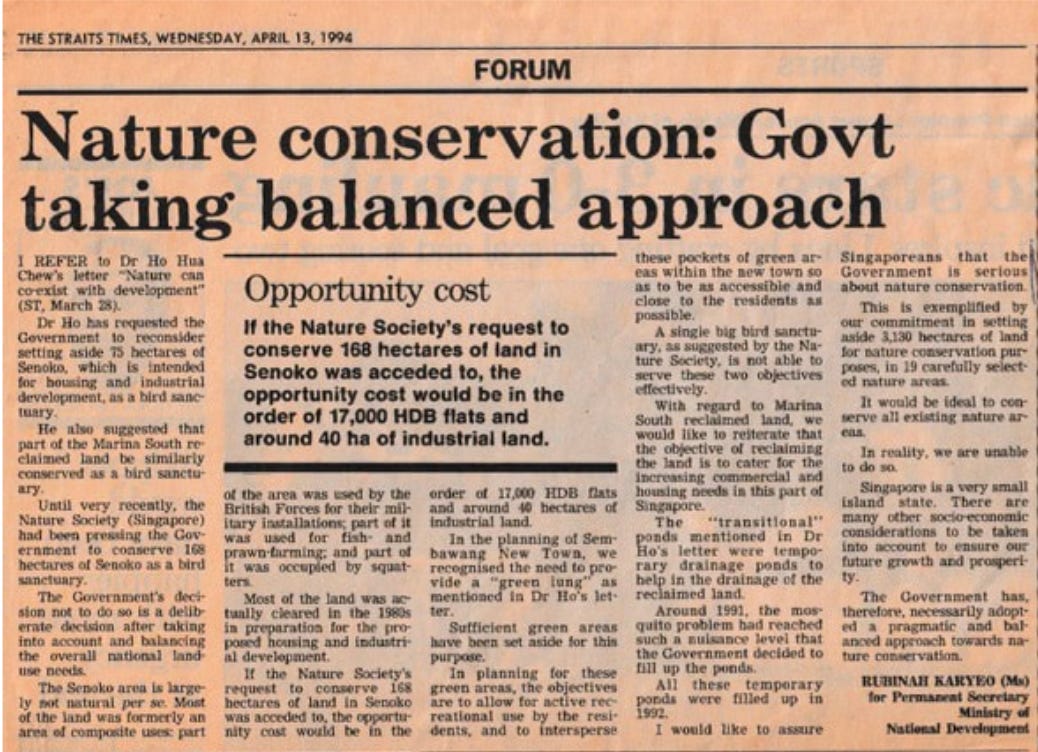 THE STRAITS TIMES, WEDNESDAY, APRIL 13, 1994
FORUM
Nature conservation: Govt
taking balanced approach
I REFER to Dr Ho Hua
Chew's letter "Nature can
co-exist with development"
(ST, March 28).
Dr Ho has requested the
Government to reconsider
setting aside 75 hectares of
Senoko, which is intended
for housing and industrial
development, as a bird sanc-
tuary.
He also suggested that
part of the Marina South re-
claimed land be similarly
conserved as a bird sanctu-
ary.
Until very recently, the
Nature Society (Singapore)
had been pressing the Gov-
ernment to conserve 168
hectares of Senoko as a bird
sanctuary.
The Government's deci-
sion not to do so is a delib-
erate decision after taking
into account and balancing
the overall national land-
use needs.
The Senoko area is large-
ly not natural per se. Most
of the land was formerly an
area of composite uses: part
Opportunity cost
If the Nature Society's request to
conserve 168 hectares of land in
Senoko was acceded to, the
opportunity cost would be in the
order of 17,000 HDB flats and
around 40 ha of industrial land.
of the area was used by the
British Forces for their mil-
itary installations; part of it
was used for fish- and
prawn-farming; and part of
it was occupied by squat-
ters.
Most of the land was ac-
tually cleared in the 1980s
in preparation for the pro-
posed housing and industri-
al development.
If the Nature Society's
request to conserve 168
hectares of land in Senoko
was acceded to, the opportu-
nity cost would be in the
order of 17,000 HDB flats
and around 40 hectares of
industrial land.
In the planning of Sem-
bawang New Town, we
recognised the need to pro-
vide a "green lung" as
mentioned in Dr Ho's let-
ter.
Sufficient green areas
have been set aside for this
purpose.
In planning for these
green areas, the objectives
are to allow for active rec-
reational use by the resi-
dents, and to intersperse
these pockets of green ar-
eas within the new town so
as to be as accessible and
close to the residents as
possible.
A single big bird sanctu-
ary, as suggested by the Na-
ture Society, is not able to
serve these two objectives
effectively.
With regard to Marina
South reclaimed land, we
would like to reiterate that
the objective of reclaiming
the land is to cater for the
increasing commercial and
housing needs in this part of
Singapore.
The "transitional"
ponds mentioned in Dr
Ho's letter were tempo-
rary drainage ponds to
help in the drainage of the
reclaimed land.
Around 1991, the mos-
quito problem had reached
such a nuisance level that
the Government decided to
fill up the ponds.
All these temporary
ponds were filled up in
1992.
I would like to assure
Singaporeans that the
Government is serious
about nature conservation.
This is exemplified by
our commitment in setting
aside 3,130 hectares of land
for nature conservation pur-
poses, in 19 carefully select-
ed nature areas.
It would be ideal to con-
serve all existing nature ar-
eas.
In reality, we are unable
to do so.
Singapore is a very small
island state. There are
many other socio-economic
considerations to be taken
into account to ensure our
future growth and prosperi-
ty.
The Government has,
therefore, necessarily adopt-
ed a pragmatic and bal-
anced approach towards na-
ture conservation.
RUBINAH KARYEO (Ms)
for Permanent Secretary
Ministry of
National Development